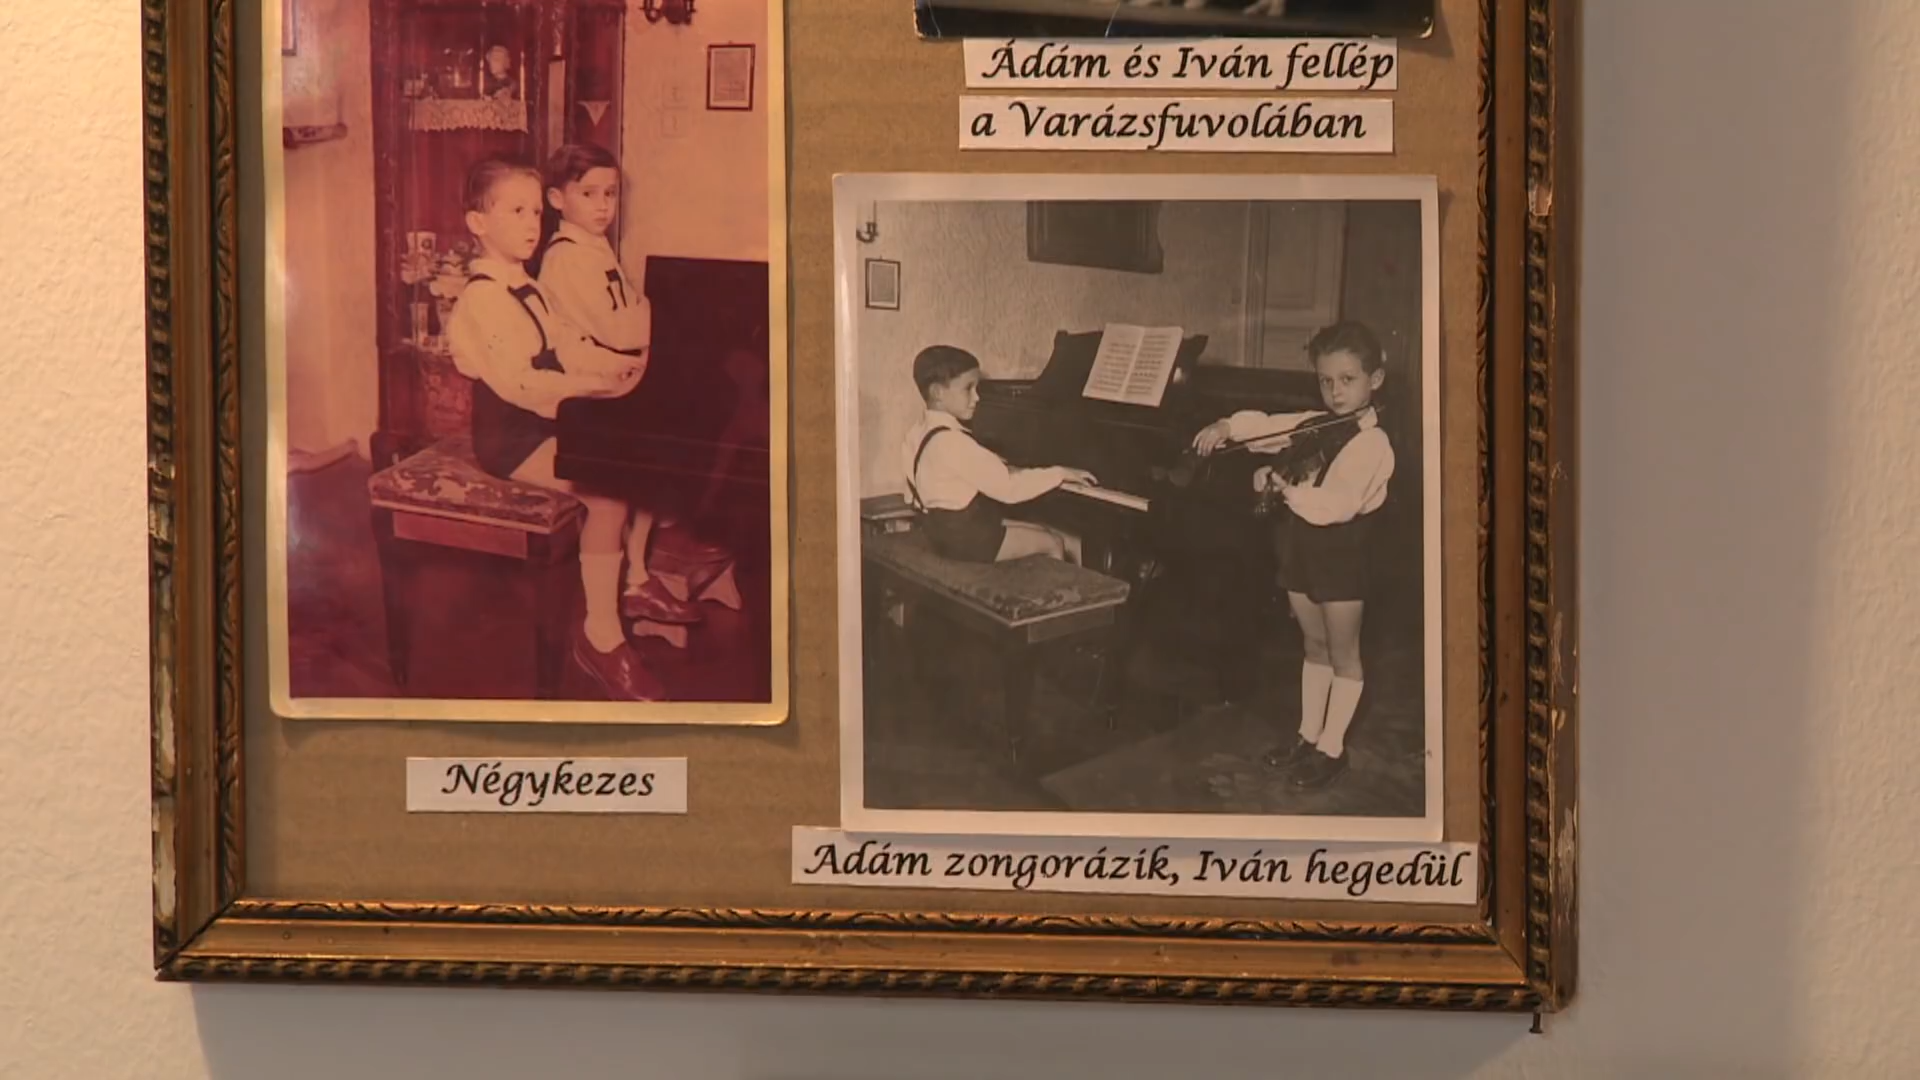 Ádám és Iván fellép
a Varázsfuvolában
Négykezes
Adám zongorázik, Iván hegedül